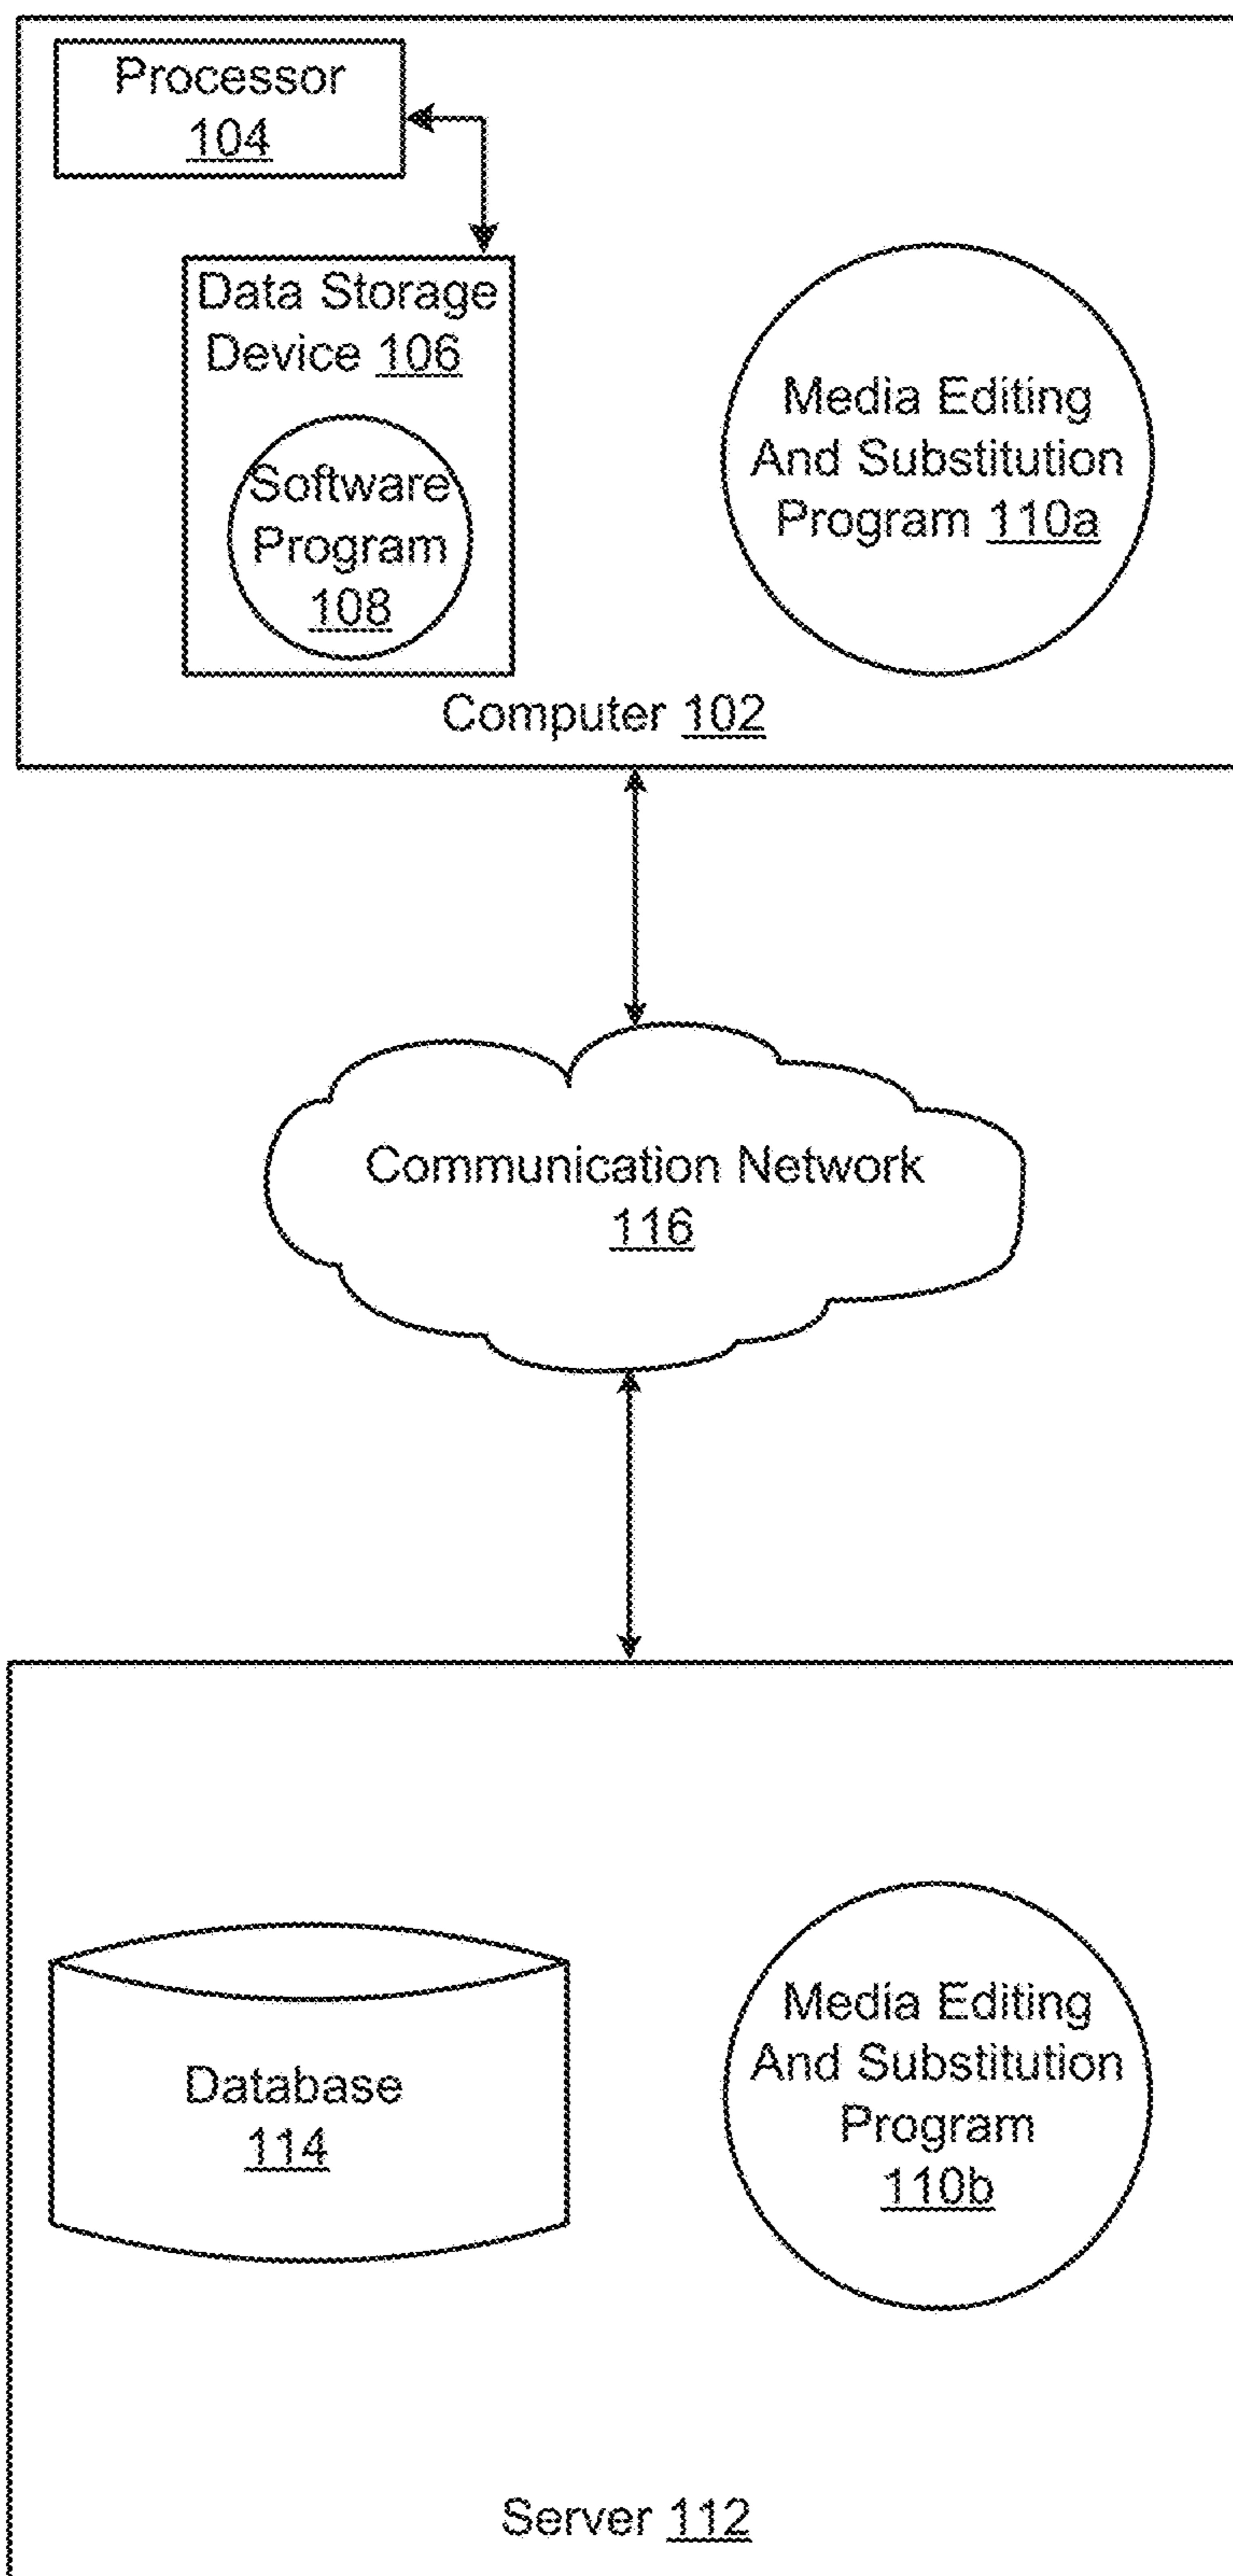 Processor
104
Data Storage
Device 106
Software
Program
108
Media Editing
And Substitution
Program 110a
Computer 102
Communication Network
116
Database
114
Media Editing
And Substitution
Program
110b
Server 112